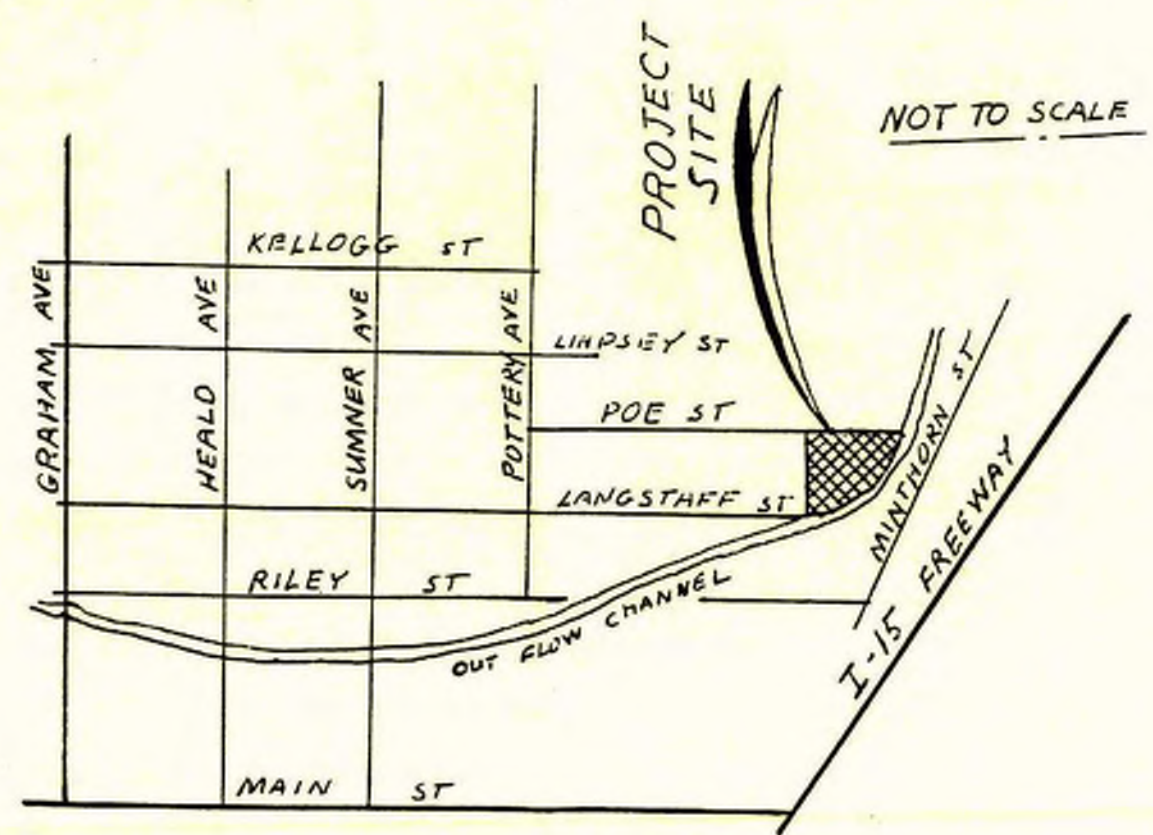 PROJECT
SITE
NOT TO SCALE
KELLOGG ST
GRAHAM AVE
HEALD AVE
SUMNER AVE
POTTERY AVE
LINDSEY ST
POE ST
LANGSTAFF ST
MINTHORN ST
I-15 FREEWAY
RILEY ST
OUT FLOW CHANNEL
MAIN ST